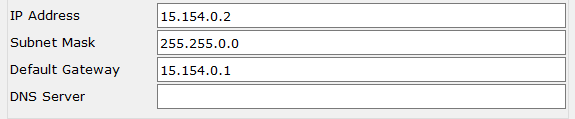 IP Address 15.154.0.2
Subnet Mask 255.255.0.0
Default Gateway 15.154.0.1
DNS Server